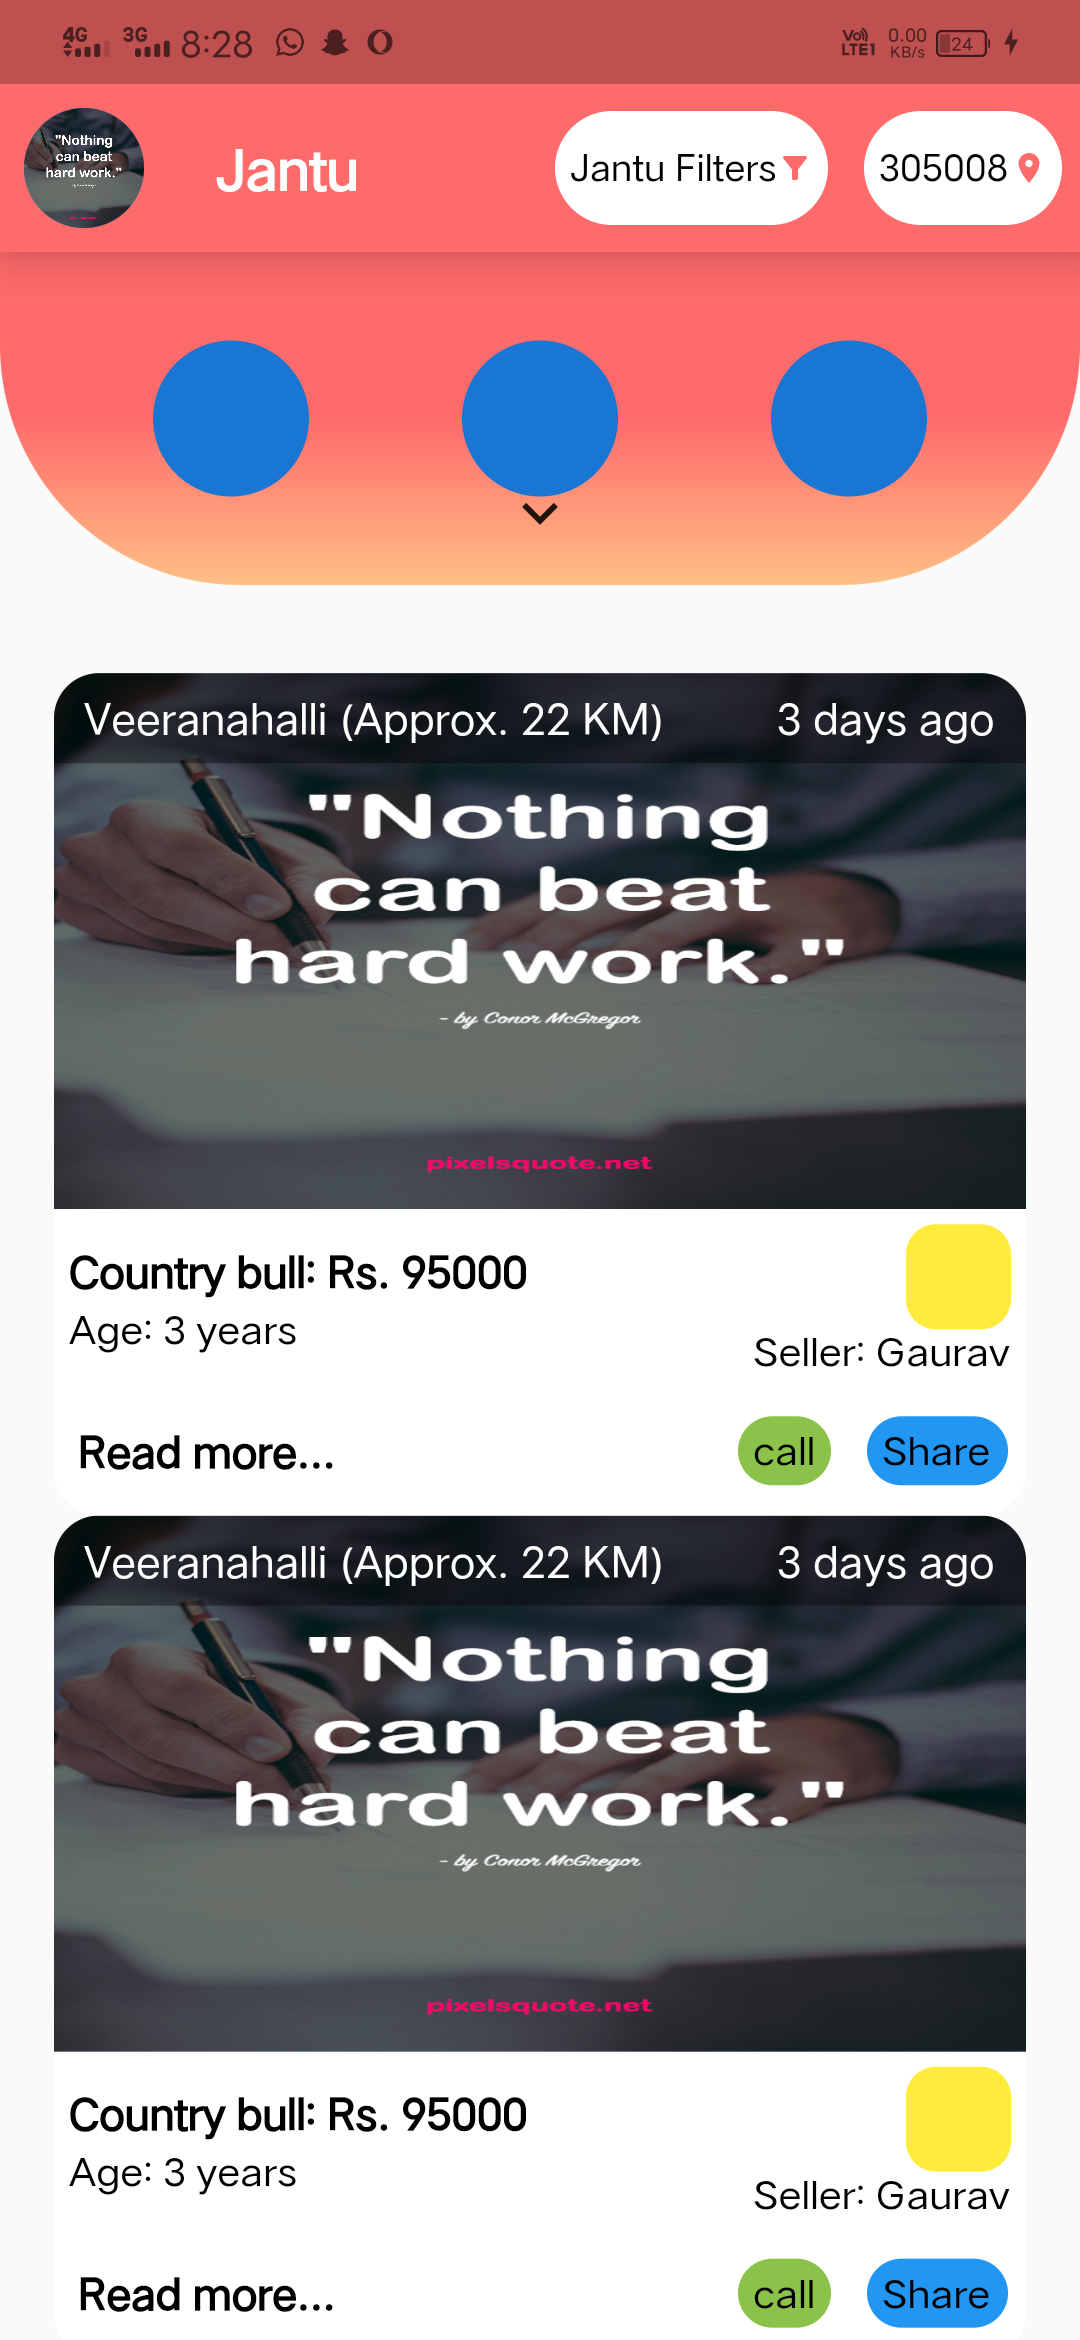 4G 3G 8:28 Vo)) LTE1 0.00 KB/s 24
"Nothing
can beat
hard work."
Jantu
Jantu Filters
305008
Veeranahalli (Approx. 22 KM) 3 days ago
"Nothing
can beat
hard work."
- by Conor McGregor
pixelsquote.net
Country bull: Rs. 95000
Age: 3 years
Seller: Gaurav
Read more...
call
Share
Veeranahalli (Approx. 22 KM) 3 days ago
"Nothing
can beat
hard work."
- by Conor McGregor
pixelsquote.net
Country bull: Rs. 95000
Age: 3 years
Seller: Gaurav
Read more...
call
Share